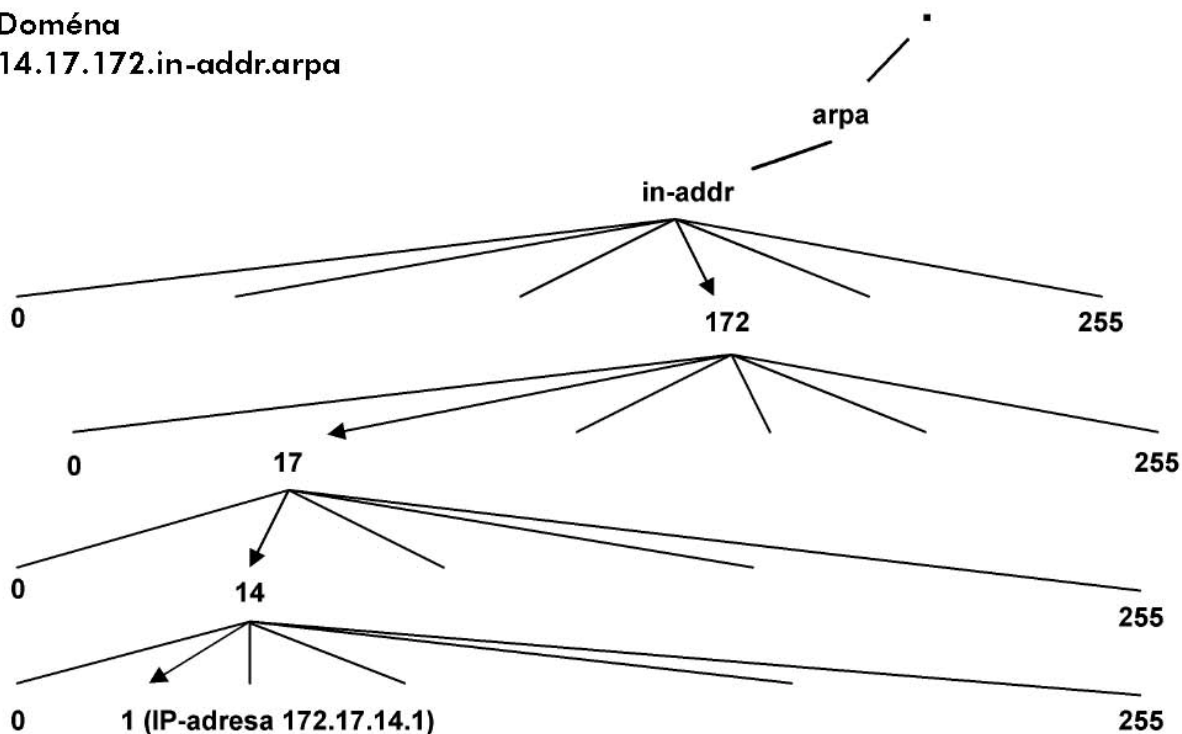 Doména
14.17.172.in-addr.arpa
.
arpa
in-addr
0 172 255
0 17 255
0 14 255
0 1 (IP-adresa 172.17.14.1) 255